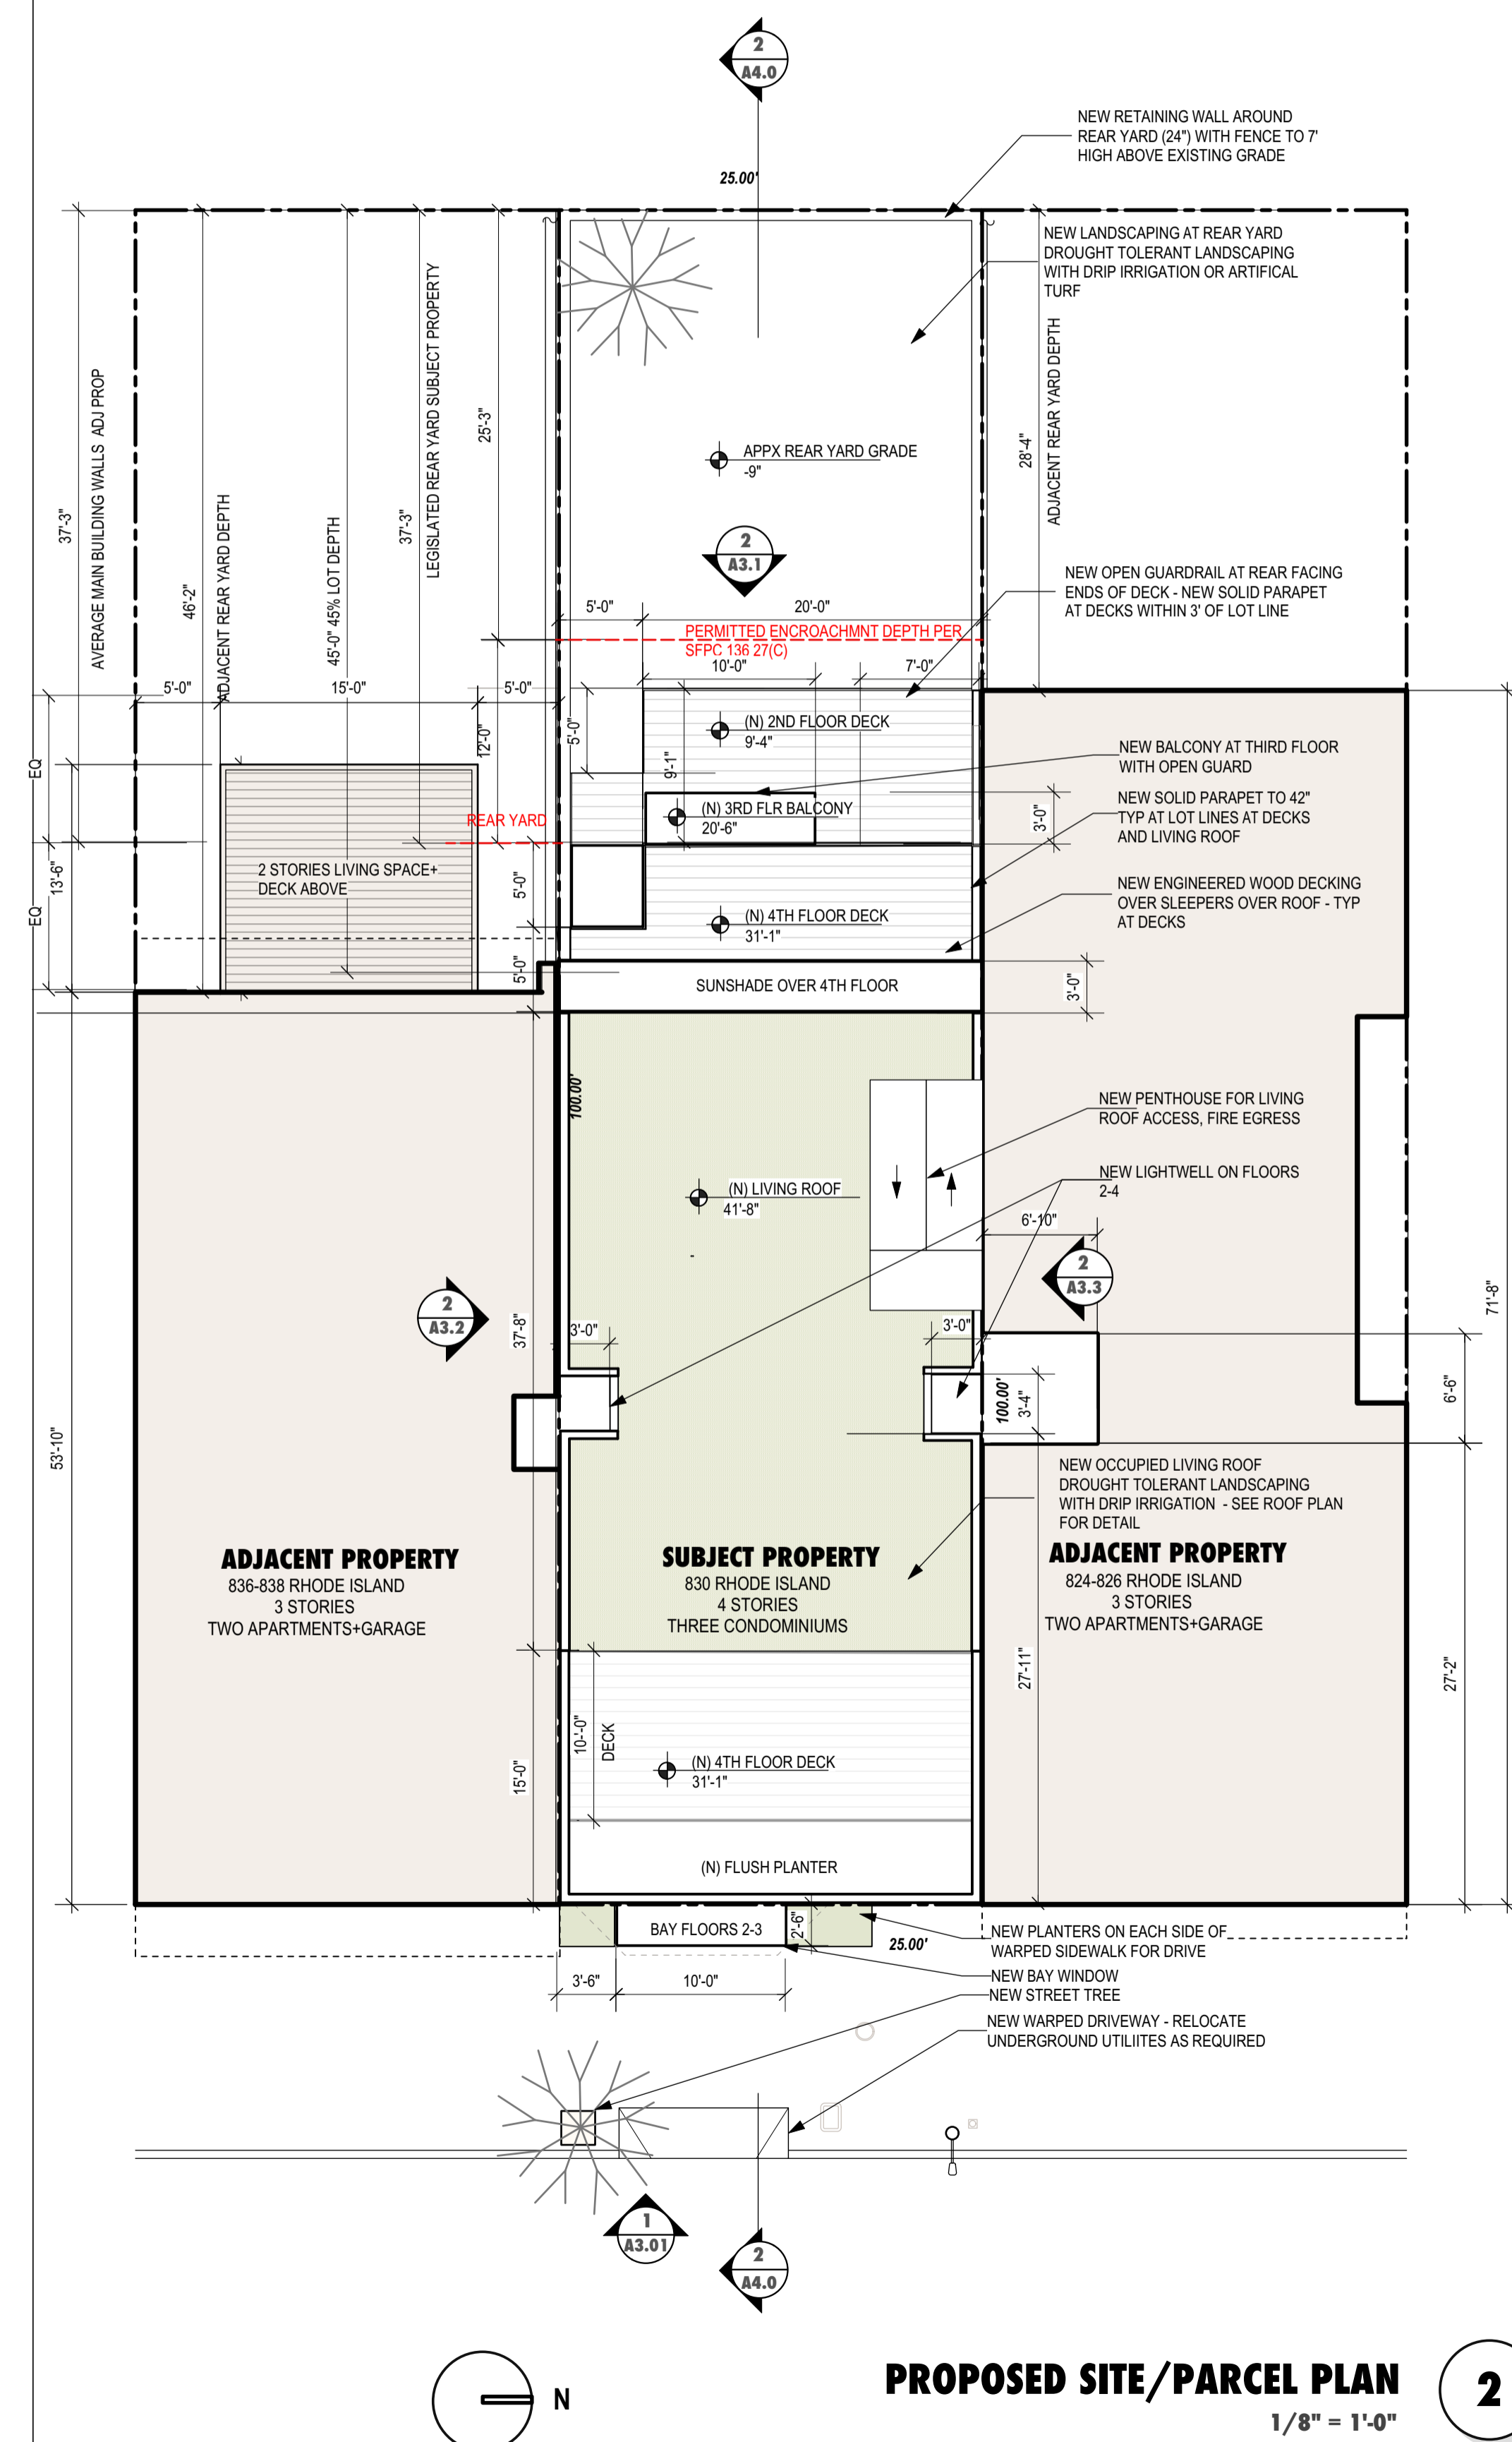 2
A4.0
NEW RETAINING WALL AROUND
REAR YARD (24") WITH FENCE TO 7'
HIGH ABOVE EXISTING GRADE
25.00'
NEW LANDSCAPING AT REAR YARD
DROUGHT TOLERANT LANDSCAPING
WITH DRIP IRRIGATION OR ARTIFICAL
TURF
37'-3"
AVERAGE MAIN BUILDING WALLS ADJ PROP
46'-2"
ADJACENT REAR YARD DEPTH
45'-0" 45% LOT DEPTH
37'-3"
LEGISLATED REAR YARD SUBJECT PROPERTY
25'-3"
28'-4"
ADJACENT REAR YARD DEPTH
APPX REAR YARD GRADE
-9"
2
A3.1
NEW OPEN GUARDRAIL AT REAR FACING
ENDS OF DECK - NEW SOLID PARAPET
AT DECKS WITHIN 3' OF LOT LINE
5'-0"
20'-0"
PERMITTED ENCROACHMNT DEPTH PER
SFPC 136 27(C)
10'-0"
7'-0"
5'-0"
15'-0"
5'-0"
12'-0"
5'-0"
9'-1"
(N) 2ND FLOOR DECK
9'-4"
NEW BALCONY AT THIRD FLOOR
WITH OPEN GUARD
EQ
13'-6"
EQ
REAR YARD
(N) 3RD FLR BALCONY
20'-6"
3'-0"
NEW SOLID PARAPET TO 42"
TYP AT LOT LINES AT DECKS
AND LIVING ROOF
2 STORIES LIVING SPACE+
DECK ABOVE
5'-0"
NEW ENGINEERED WOOD DECKING
OVER SLEEPERS OVER ROOF - TYP
AT DECKS
(N) 4TH FLOOR DECK
31'-1"
5'-0"
SUNSHADE OVER 4TH FLOOR
3'-0"
100.00'
NEW PENTHOUSE FOR LIVING
ROOF ACCESS, FIRE EGRESS
NEW LIGHTWELL ON FLOORS
2-4
(N) LIVING ROOF
41'-8"
-
6'-10"
2
A3.3
2
A3.2
71'-8"
37'-8"
3'-0"
3'-0"
100.00'
3'-4"
6'-6"
53'-10"
NEW OCCUPIED LIVING ROOF
DROUGHT TOLERANT LANDSCAPING
WITH DRIP IRRIGATION - SEE ROOF PLAN
FOR DETAIL
ADJACENT PROPERTY
836-838 RHODE ISLAND
3 STORIES
TWO APARTMENTS+GARAGE
SUBJECT PROPERTY
830 RHODE ISLAND
4 STORIES
THREE CONDOMINIUMS
ADJACENT PROPERTY
824-826 RHODE ISLAND
3 STORIES
TWO APARTMENTS+GARAGE
27'-11"
27'-2"
15'-0"
10'-0"
DECK
(N) 4TH FLOOR DECK
31'-1"
(N) FLUSH PLANTER
BAY FLOORS 2-3
2'-6"
25.00'
NEW PLANTERS ON EACH SIDE OF
WARPED SIDEWALK FOR DRIVE
3'-6"
10'-0"
NEW BAY WINDOW
NEW STREET TREE
NEW WARPED DRIVEWAY - RELOCATE
UNDERGROUND UTILIITES AS REQUIRED
1
A3.01
2
A4.0
N
PROPOSED SITE/PARCEL PLAN
1/8" = 1'-0"
2